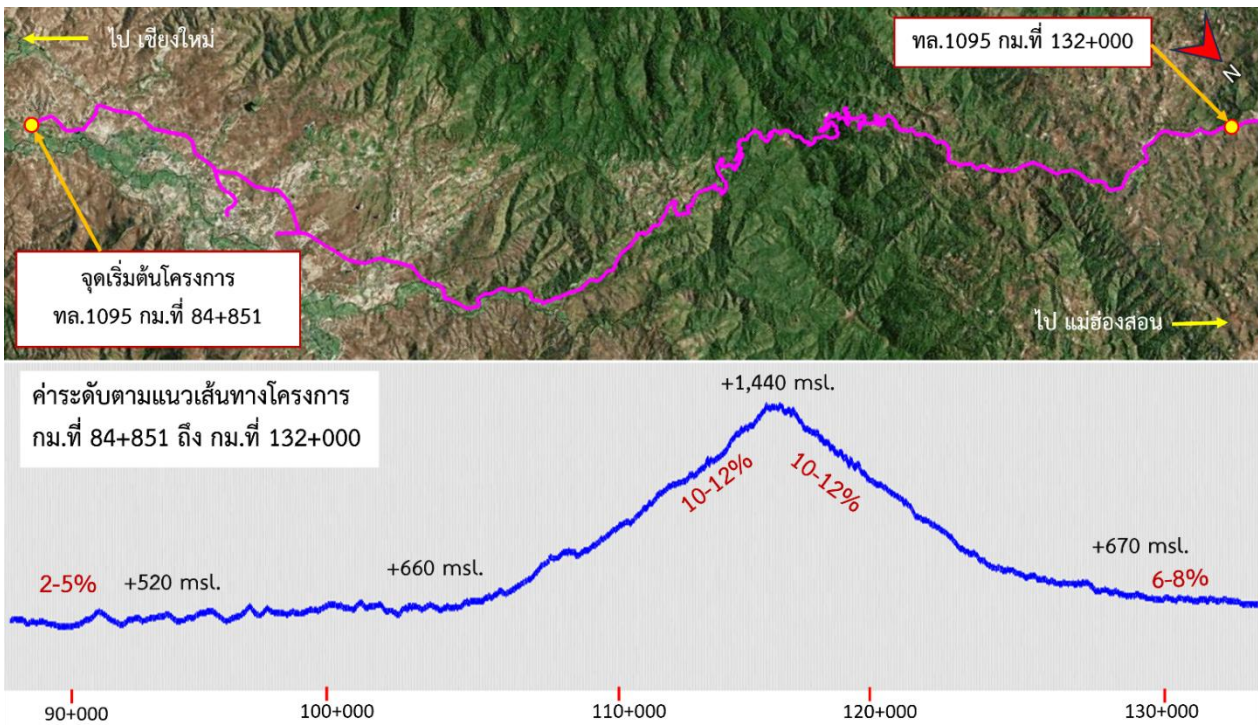 ไป เชียงใหม่
ทล.1095 กม.ที่ 132+000
N
จุดเริ่มต้นโครงการ
ทล.1095 กม.ที่ 84+851
ไป แม่ฮ่องสอน
ค่าระดับตามแนวเส้นทางโครงการ
กม.ที่ 84+851 ถึง กม.ที่ 132+000
+1,440 msl.
10-12%
10-12%
2-5%
+520 msl.
+660 msl.
+670 msl.
6-8%
90+000
100+000
110+000
120+000
130+000